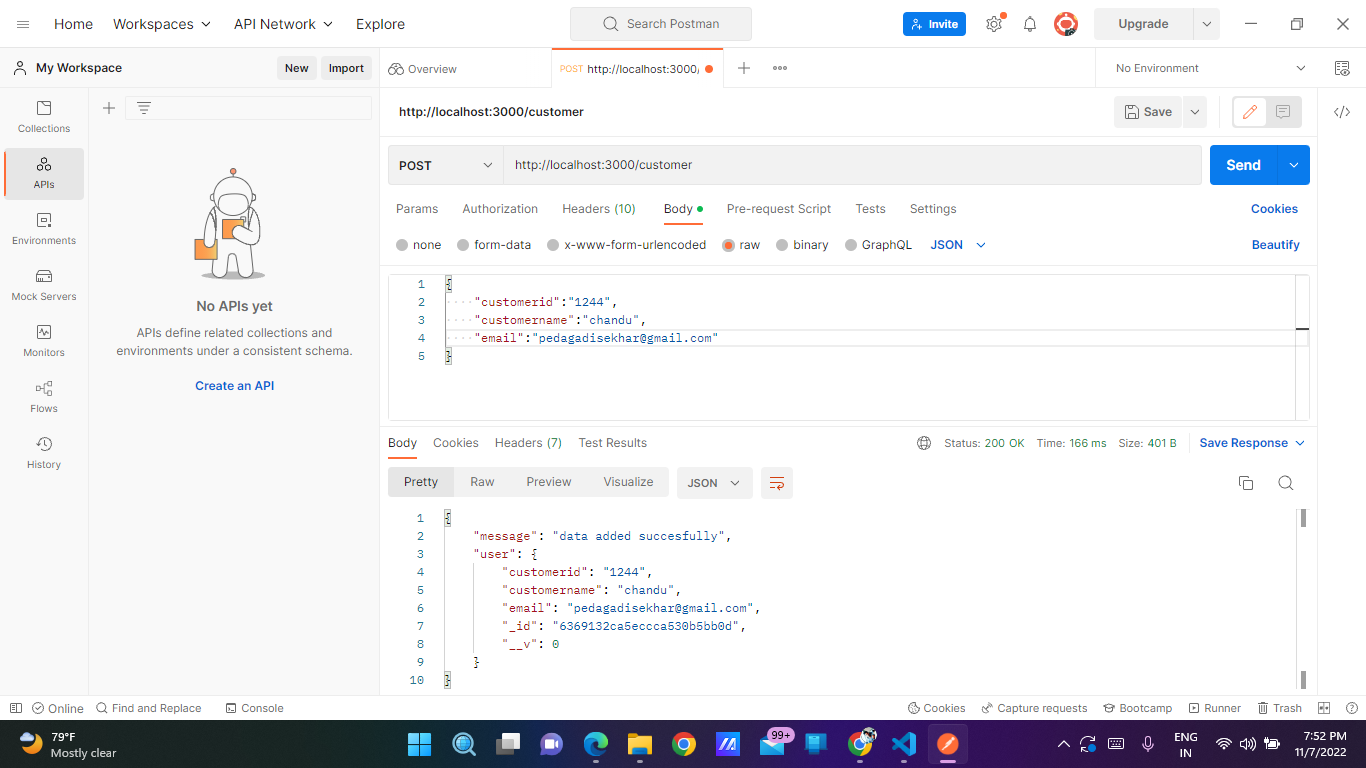 Home Workspaces API Network Explore Search Postman Invite Upgrade
My Workspace New Import Overview POST http://localhost:3000/ No Environment
Collections
APIs
Environments
Mock Servers
Monitors
Flows
History
No APIs yet
APIs define related collections and
environments under a consistent schema.
Create an API
http://localhost:3000/customer Save
POST http://localhost:3000/customer Send
Params Authorization Headers (10) Body Pre-request Script Tests Settings Cookies
none form-data x-www-form-urlencoded raw binary GraphQL JSON Beautify
1 {
2 "customerid":"1244",
3 "customername":"chandu",
4 "email":"pedagadisekhar@gmail.com"
5 }
Body Cookies Headers (7) Test Results Status: 200 OK Time: 166 ms Size: 401 B Save Response
Pretty Raw Preview Visualize JSON
1 {
2 "message": "data added succesfully",
3 "user": {
4 "customerid": "1244",
5 "customername": "chandu",
6 "email": "pedagadisekhar@gmail.com",
7 "_id": "6369132ca5eccca530b5bb0d",
8 "__v": 0
9 }
10 }
Online Find and Replace Console Cookies Capture requests Bootcamp Runner Trash
79°F
Mostly clear
99+
ENG
IN
7:52 PM
11/7/2022